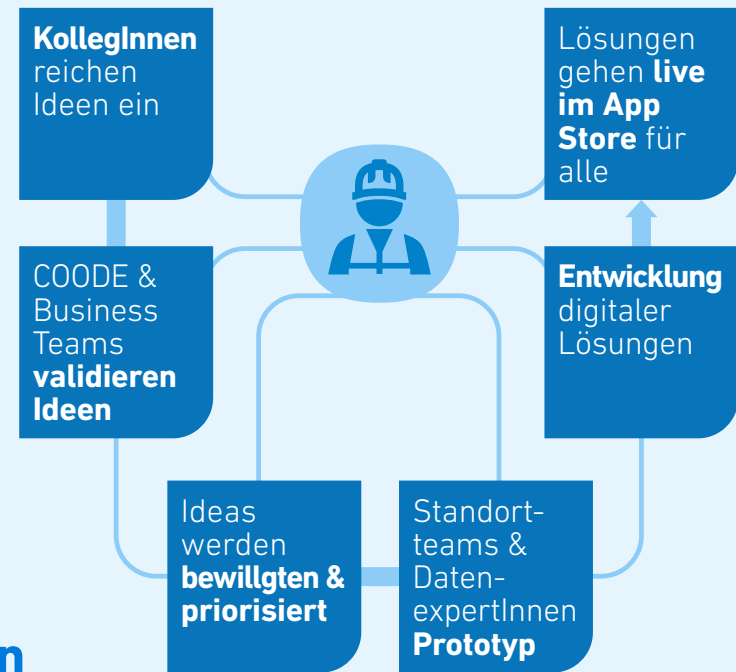 KollegInnen
reichen
Ideen ein
COODE &
Business
Teams
validieren
Ideen
Ideas
werden
bewillgten &
priorisiert
Standort-
teams &
Daten-
expertInnen
Prototyp
Entwicklung
digitaler
Lösungen
Lösungen
gehen live
im App
Store für
alle
n